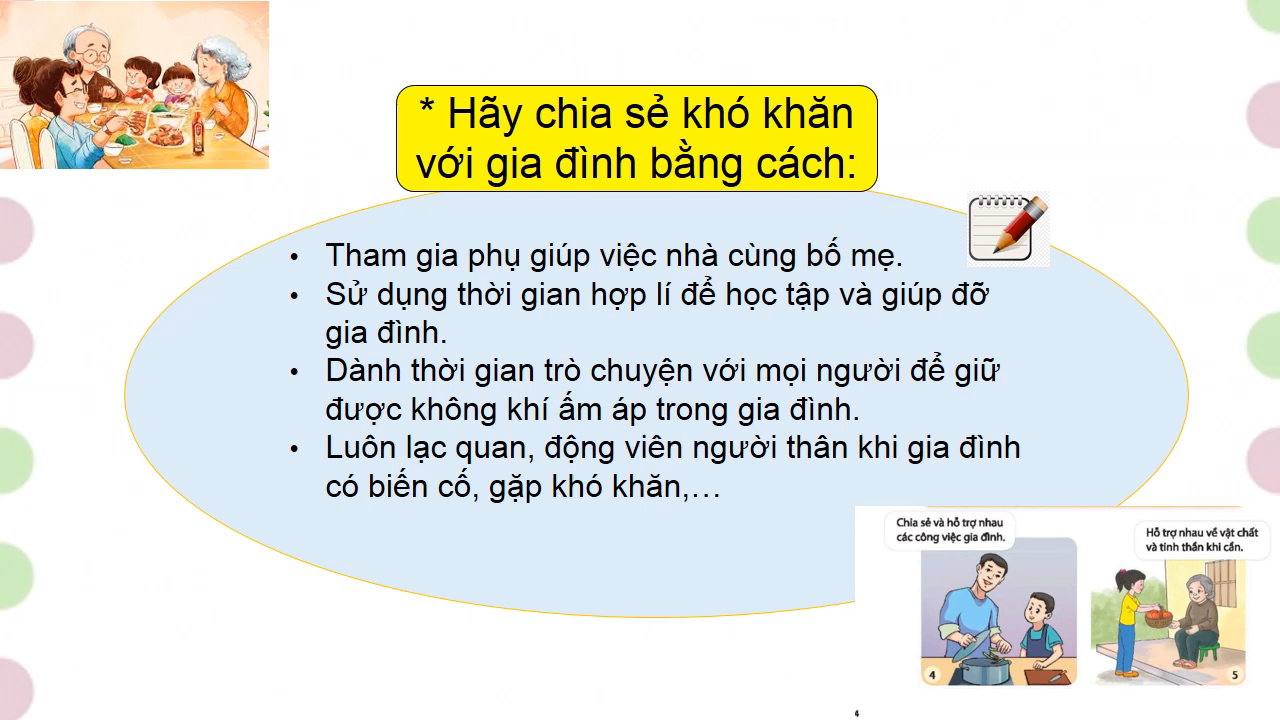 * Hãy chia sẻ khó khăn
với gia đình bằng cách:
• Tham gia phụ giúp việc nhà cùng bố mẹ.
• Sử dụng thời gian hợp lí để học tập và giúp đỡ
gia đình.
• Dành thời gian trò chuyện với mọi người để giữ
được không khí ấm áp trong gia đình.
• Luôn lạc quan, động viên người thân khi gia đình
có biến cố, gặp khó khăn,…
Chia sẻ và hỗ trợ nhau
các công việc gia đình.
Hỗ trợ nhau về vật chất
và tinh thần khi cần.
4
5
4